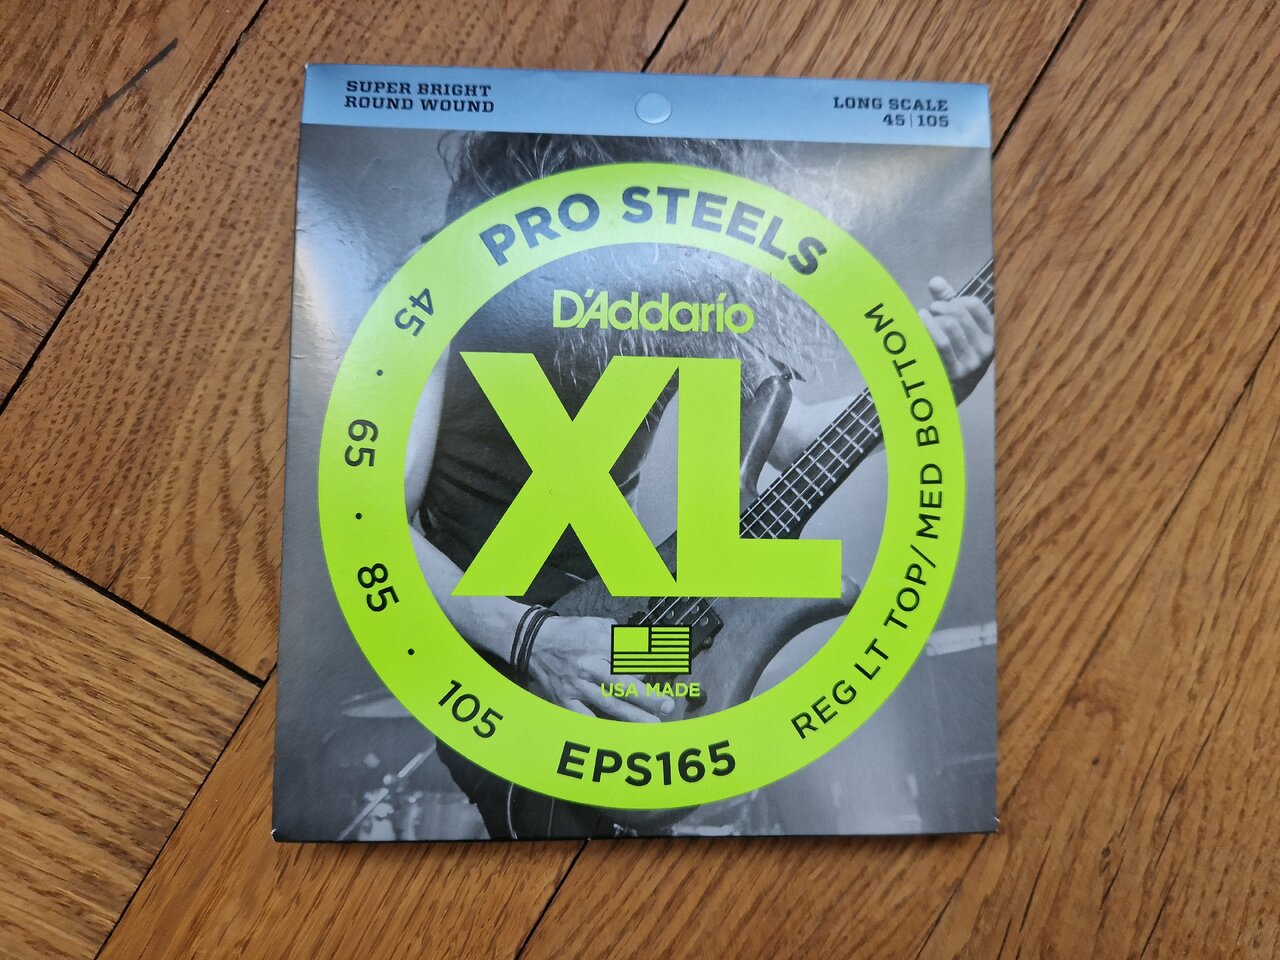 SUPER BRIGHT
ROUND WOUND
LONG SCALE
45 | 105
PRO STEELS
D'Addario
XL
USA MADE
45 · 65 · 85 · 105
EPS165
REG LT TOP/MED BOTTOM